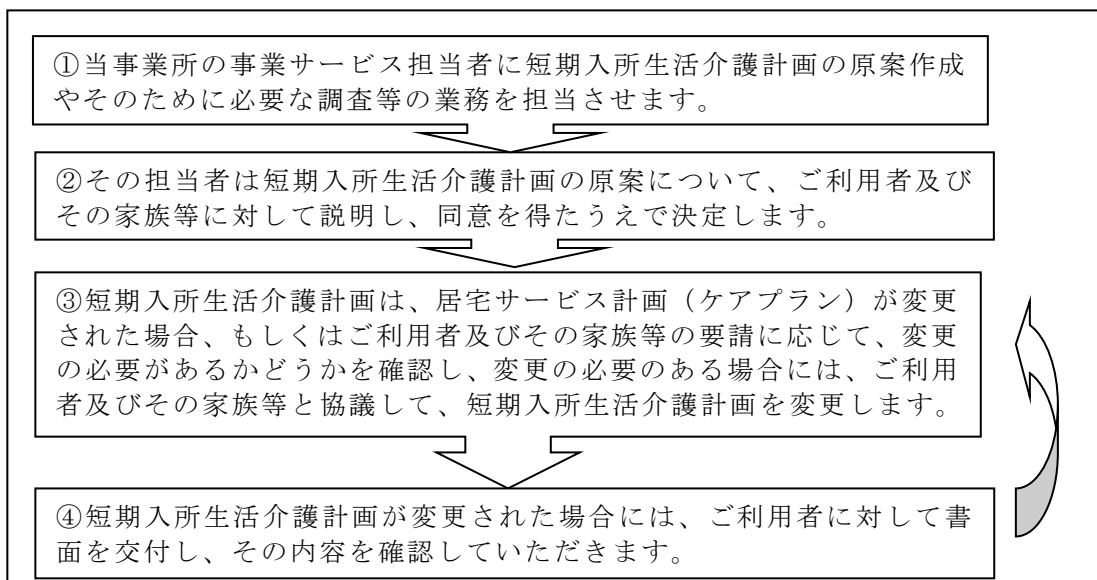 ①当事業所の事業サービス担当者に短期入所生活介護計画の原案作成
やそのために必要な調査等の業務を担当させます。
②その担当者は短期入所生活介護計画の原案について、ご利用者及び
その家族等に対して説明し、同意を得たうえで決定します。
③短期入所生活介護計画は、居宅サービス計画（ケアプラン）が変更
された場合、もしくはご利用者及びその家族等の要請に応じて、変更
の必要があるかどうかを確認し、変更の必要のある場合には、ご利用
者及びその家族等と協議して、短期入所生活介護計画を変更します。
④短期入所生活介護計画が変更された場合には、ご利用者に対して書
面を交付し、その内容を確認していただきます。